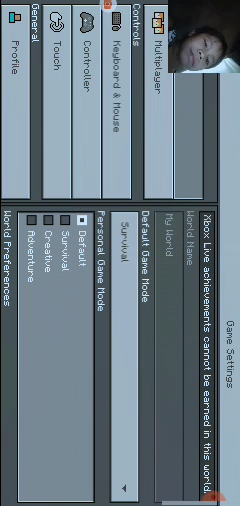 Game Settings
Multiplayer
Controls
Keyboard & Mouse
Controller
Touch
General
Profile
Xbox Live achievements cannot be earned in this world.
World Name
My World
Default Game Mode
Survival
Personal Game Mode
Default
Survival
Creative
Adventure
World Preferences